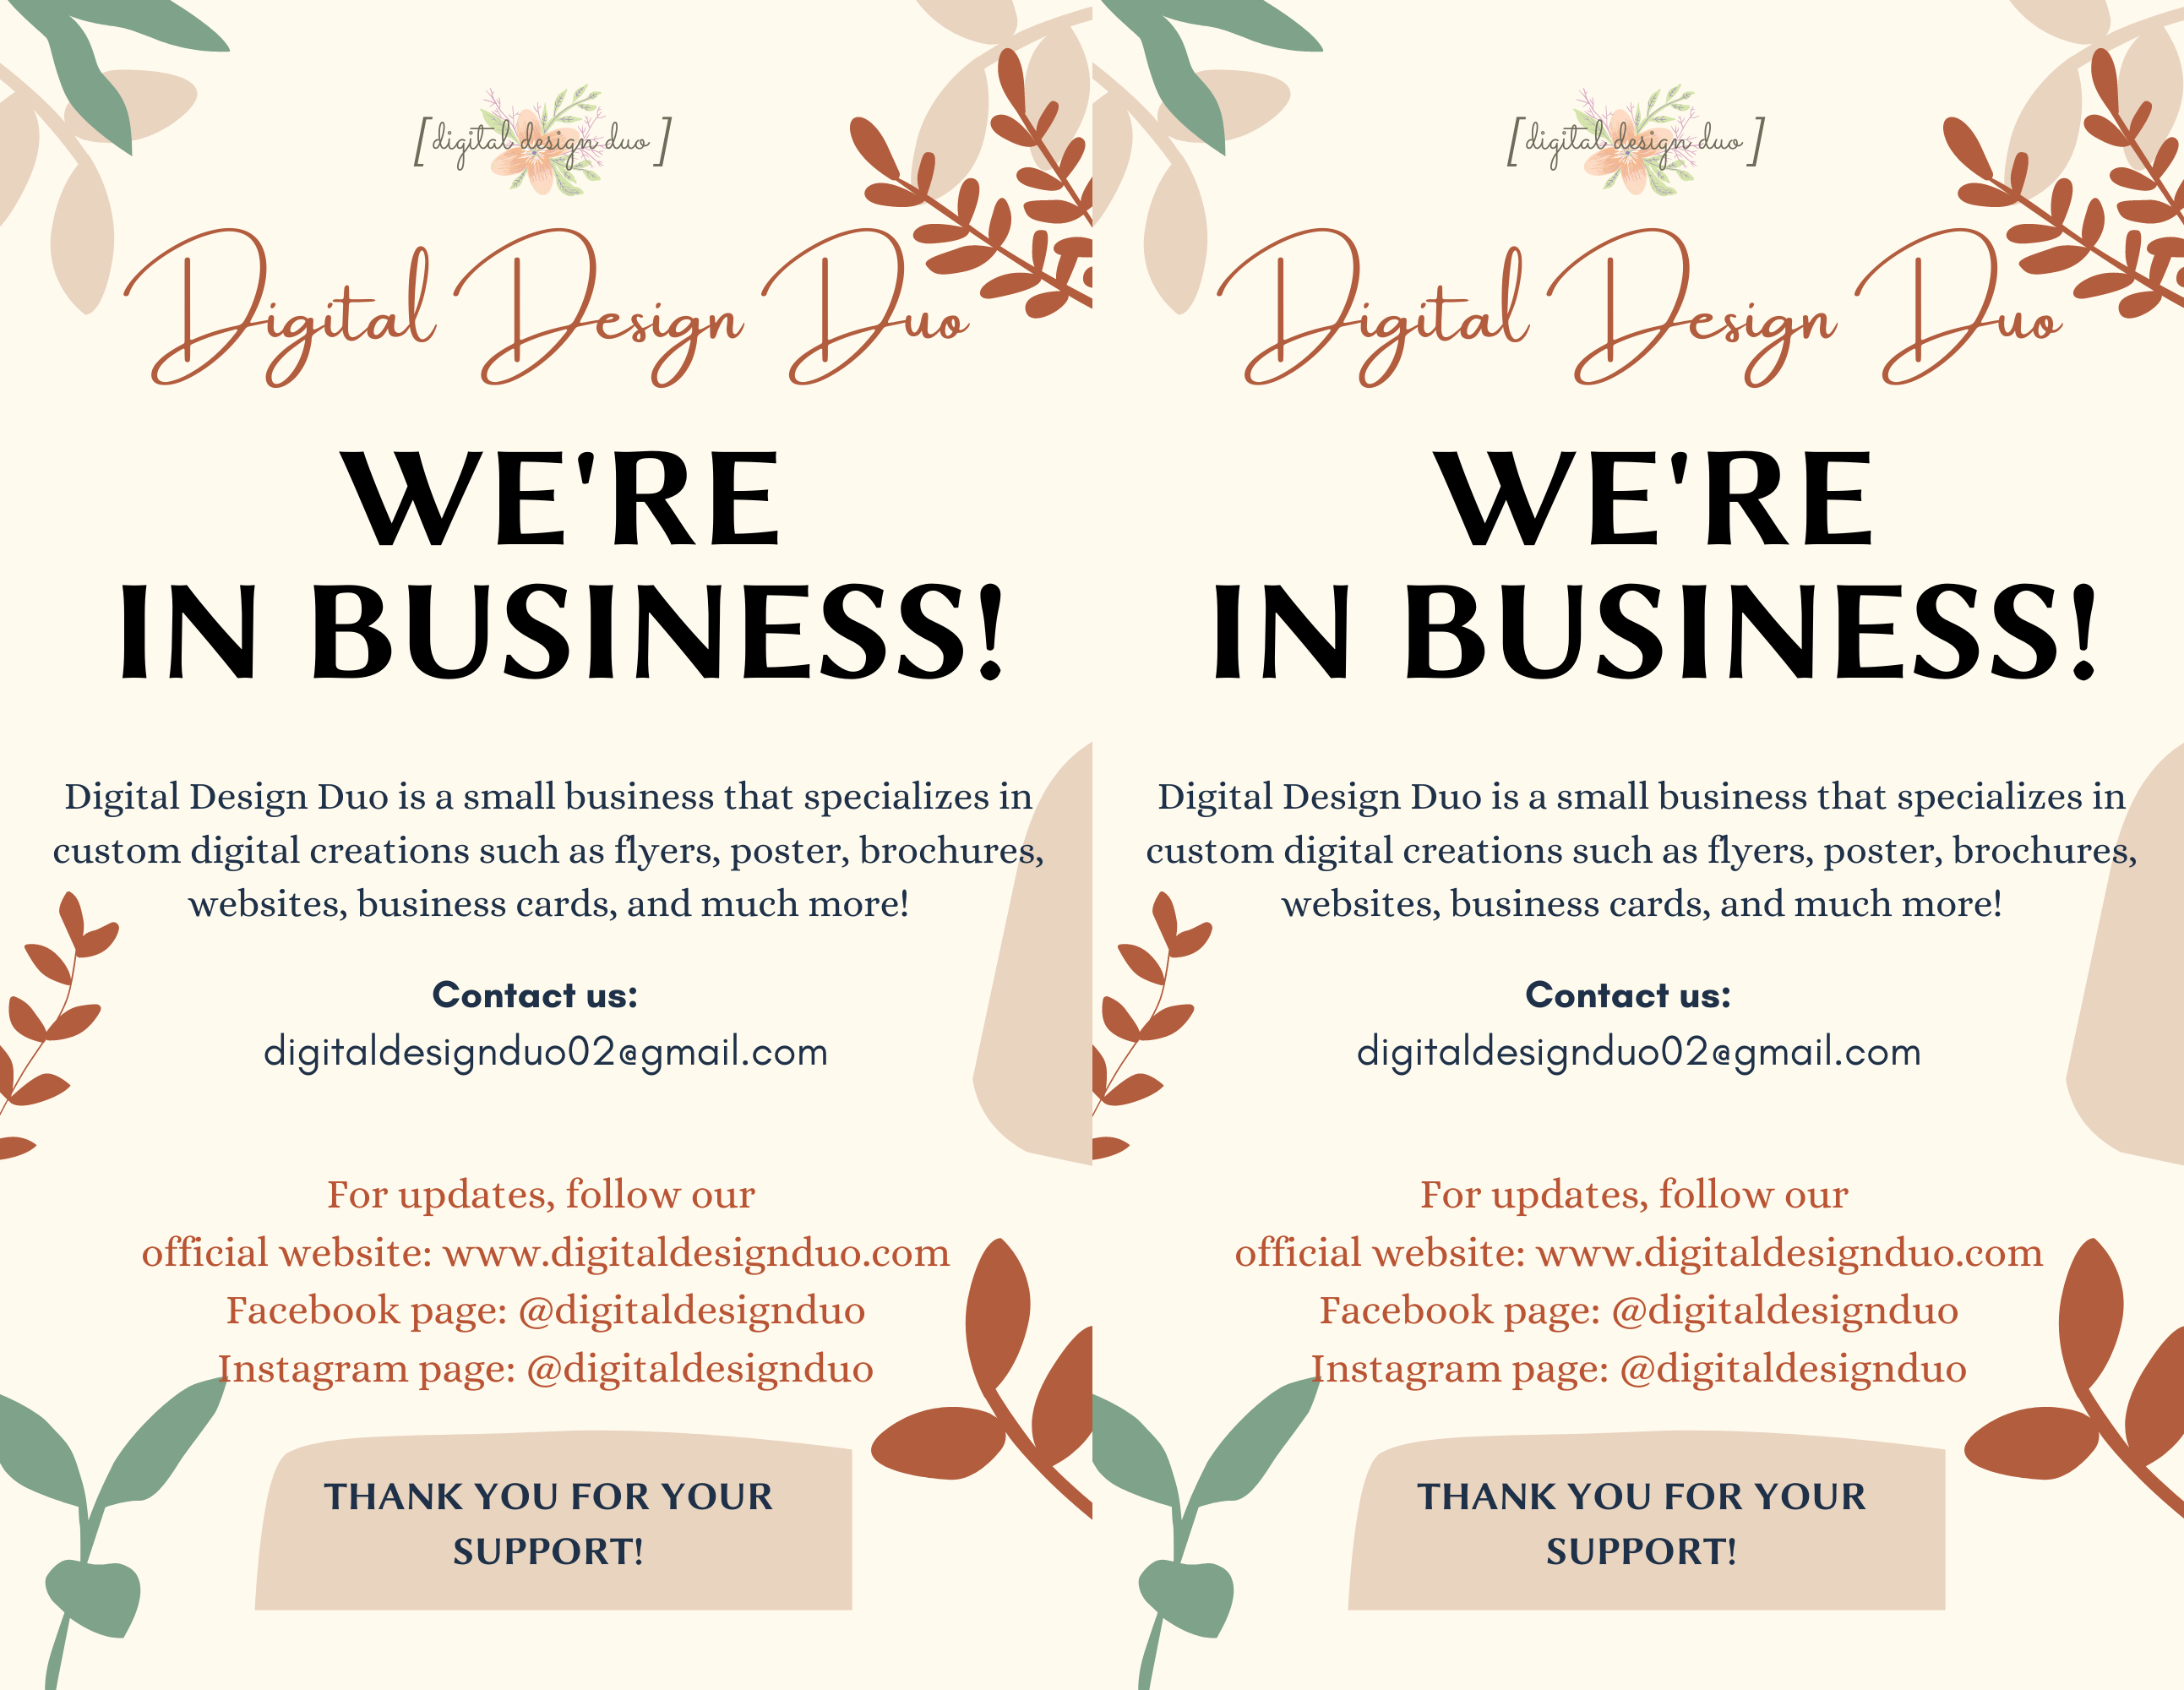 [digital design duo]
Digital Design Duo
WE'RE
IN BUSINESS!
Digital Design Duo is a small business that specializes in
custom digital creations such as flyers, poster, brochures,
websites, business cards, and much more!
Contact us:
digitaldesignduo02@gmail.com
For updates, follow our
official website: www.digitaldesignduo.com
Facebook page: @digitaldesignduo
Instagram page: @digitaldesignduo
THANK YOU FOR YOUR
SUPPORT!
[digital design duo]
Digital Design Duo
WE'RE
IN BUSINESS!
Digital Design Duo is a small business that specializes in
custom digital creations such as flyers, poster, brochures,
websites, business cards, and much more!
Contact us:
digitaldesignduo02@gmail.com
For updates, follow our
official website: www.digitaldesignduo.com
Facebook page: @digitaldesignduo
Instagram page: @digitaldesignduo
THANK YOU FOR YOUR
SUPPORT!